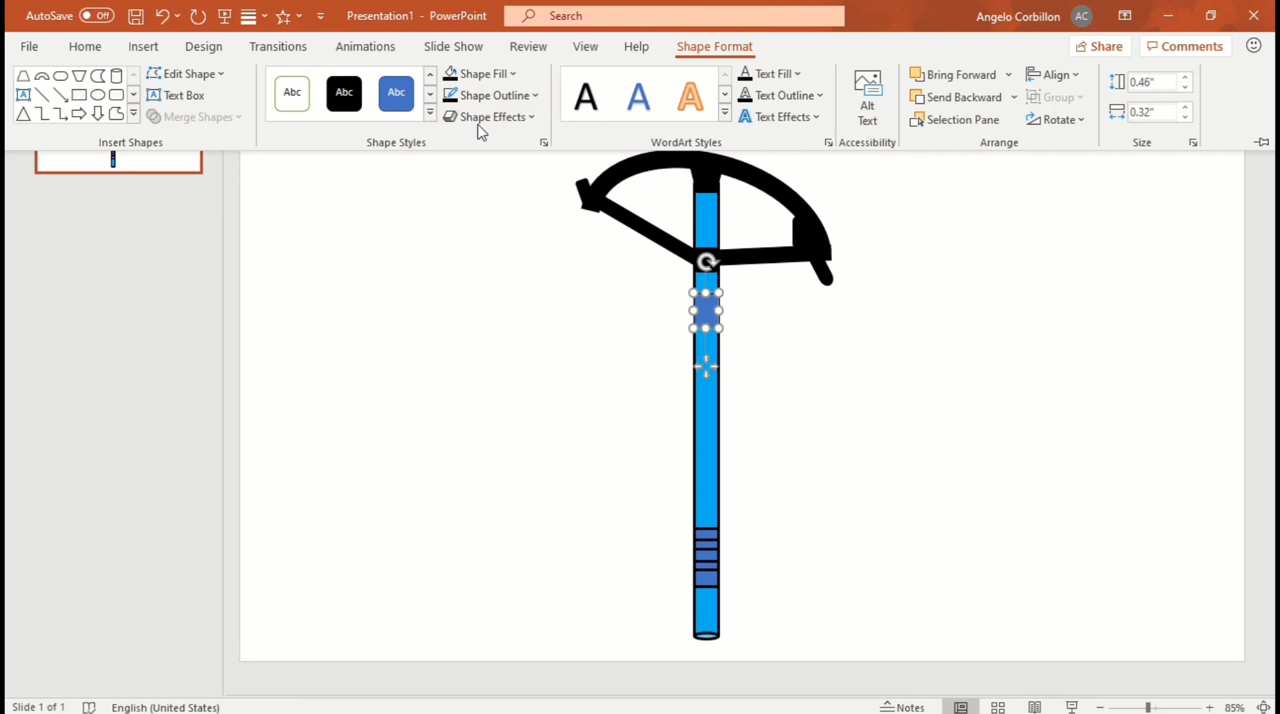 AutoSave Off Presentation1 - PowerPoint Search Angelo Corbillon AC
File Home Insert Design Transitions Animations Slide Show Review View Help Shape Format Share Comments
Edit Shape
Text Box
Merge Shapes
Insert Shapes
Abc Abc Abc
Shape Fill
Shape Outline
Shape Effects
Shape Styles
A A A
Text Fill
Text Outline
Text Effects
WordArt Styles
Alt
Text
Accessibility
Bring Forward
Send Backward
Selection Pane
Align
Group
Rotate
Arrange
0.46"
0.32"
Size
Slide 1 of 1 English (United States) Notes 85%